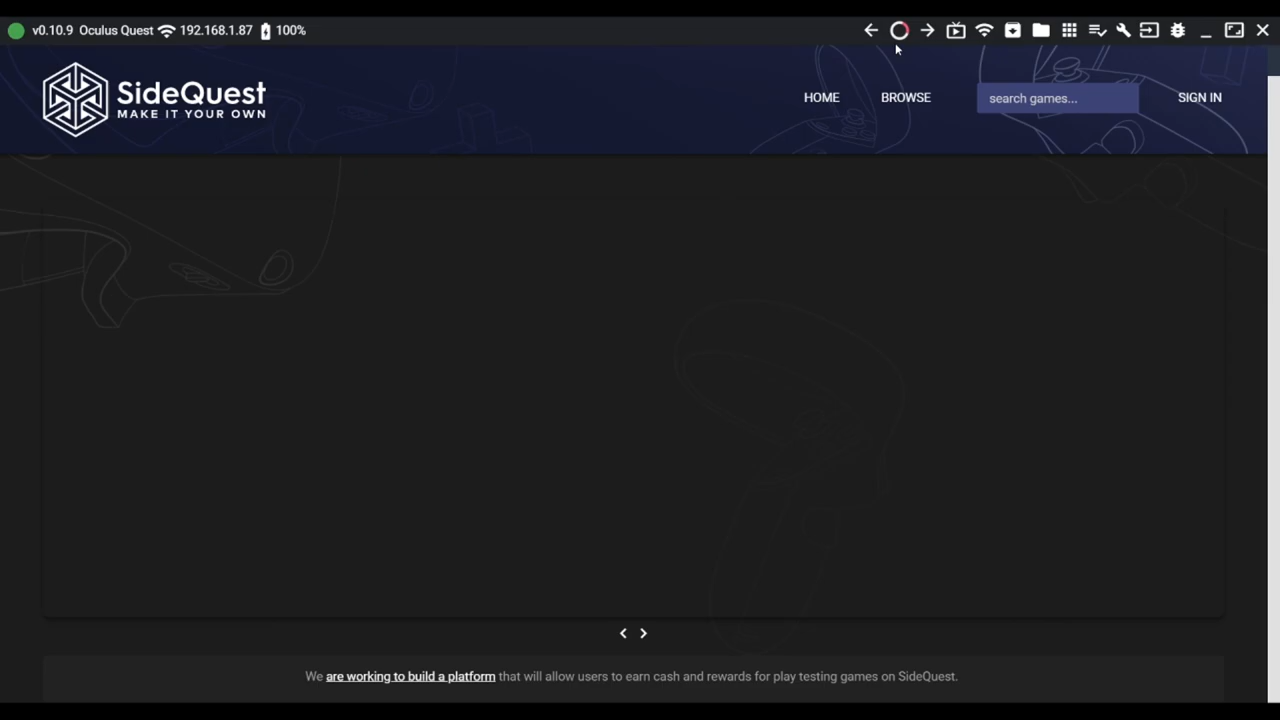 v0.10.9 Oculus Quest 192.168.1.87 100%
SideQuest
MAKE IT YOUR OWN
HOME BROWSE search games... SIGN IN
We are working to build a platform that will allow users to earn cash and rewards for play testing games on SideQuest.